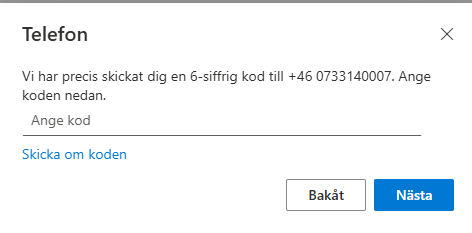 Telefon
Vi har precis skickat dig en 6-siffrig kod till +46 0733140007. Ange
koden nedan.
Ange kod
Skicka om koden
Bakåt
Nästa